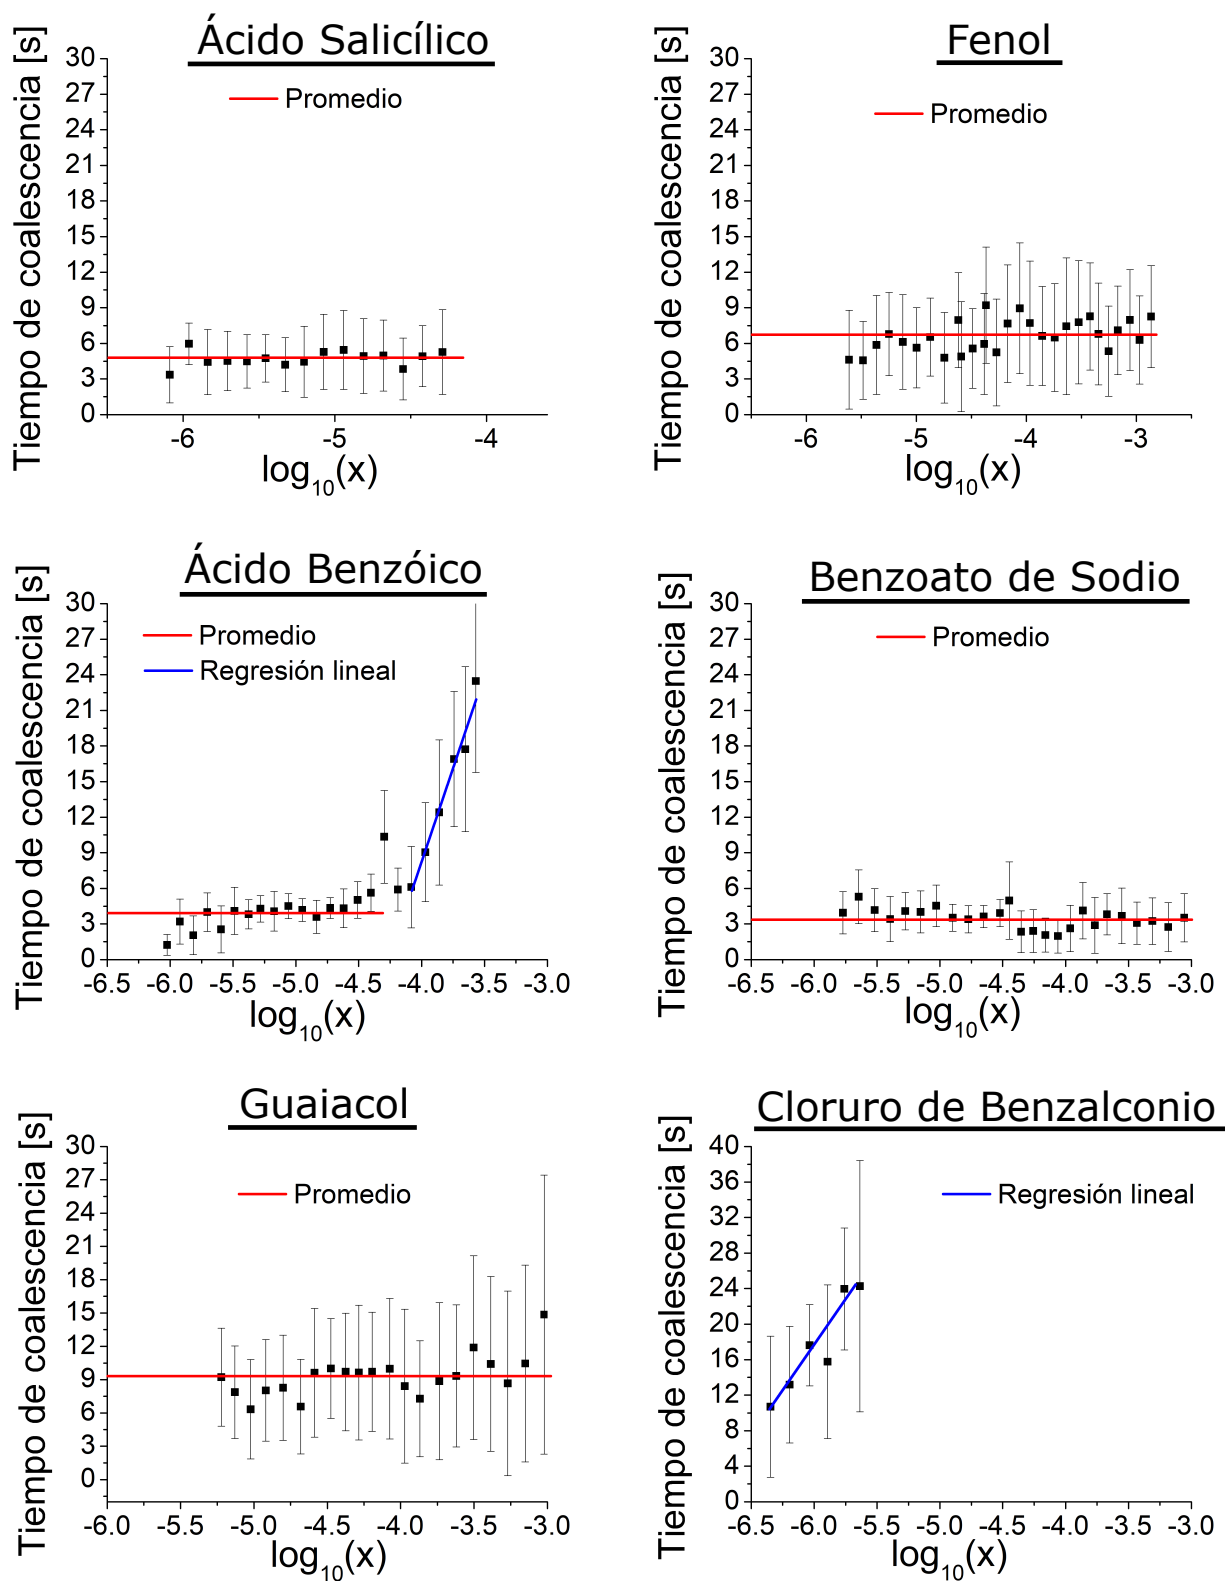 Ácido Salicílico
Tiempo de coalescencia [s]
30
27
24
21
18
15
12
9
6
3
0
Promedio
-6 -5 -4
log10(x)
Fenol
Tiempo de coalescencia [s]
30
27
24
21
18
15
12
9
6
3
0
Promedio
-6 -5 -4 -3
log10(x)
Ácido Benzóico
Tiempo de coalescencia [s]
30
27
24
21
18
15
12
9
6
3
0
Promedio
Regresión lineal
-6.5 -6.0 -5.5 -5.0 -4.5 -4.0 -3.5 -3.0
log10(x)
Benzoato de Sodio
Tiempo de coalescencia [s]
30
27
24
21
18
15
12
9
6
3
0
Promedio
-6.5 -6.0 -5.5 -5.0 -4.5 -4.0 -3.5 -3.0
log10(x)
Guaiacol
Tiempo de coalescencia [s]
30
27
24
21
18
15
12
9
6
3
0
Promedio
-6.0 -5.5 -5.0 -4.5 -4.0 -3.5 -3.0
log10(x)
Cloruro de Benzalconio
Tiempo de coalescencia [s]
40
36
32
28
24
20
16
12
8
4
0
Regresión lineal
-6.5 -6.0 -5.5 -5.0 -4.5 -4.0 -3.5 -3.0
log10(x)